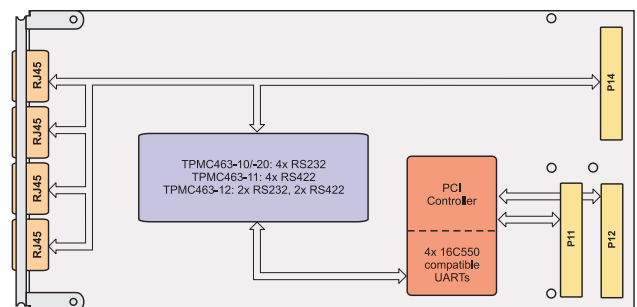 RJ45
RJ45
RJ45
RJ45
P14
TPMC463-10/-20: 4x RS232
TPMC463-11: 4x RS422
TPMC463-12: 2x RS232, 2x RS422
PCI
Controller
4x 16C550
compatible
UARTs
P11
P12